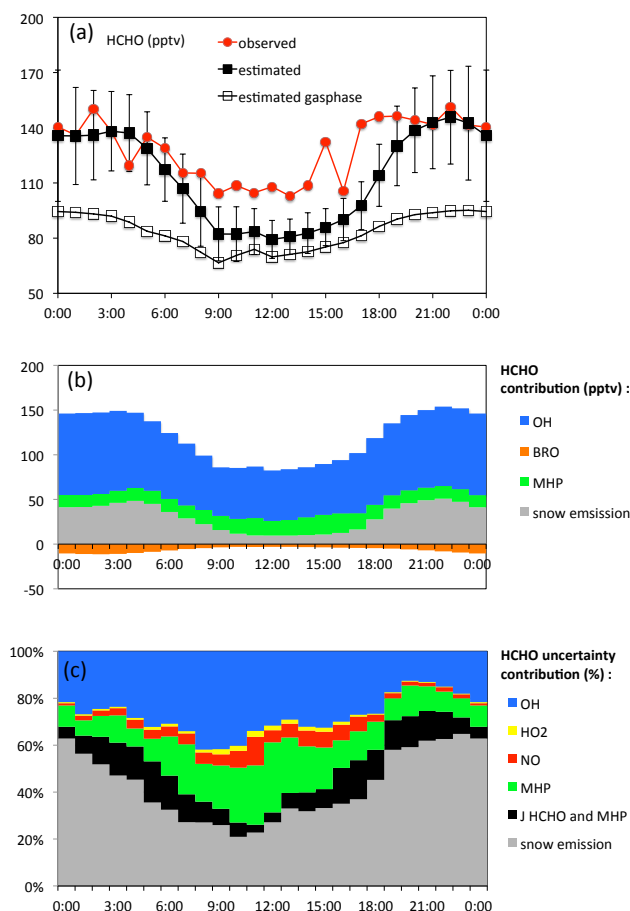 (a)
HCHO (pptv)
observed
estimated
estimated gasphase
200
170
140
110
80
50
0:00 3:00 6:00 9:00 12:00 15:00 18:00 21:00 0:00
(b)
200
150
100
50
0
-50
0:00 3:00 6:00 9:00 12:00 15:00 18:00 21:00 0:00
HCHO
contribution (pptv) :
OH
BRO
MHP
snow emsission
(c)
100%
80%
60%
40%
20%
0%
0:00 3:00 6:00 9:00 12:00 15:00 18:00 21:00 0:00
HCHO uncertainty
contribution (%) :
OH
HO2
NO
MHP
J HCHO and MHP
snow emission